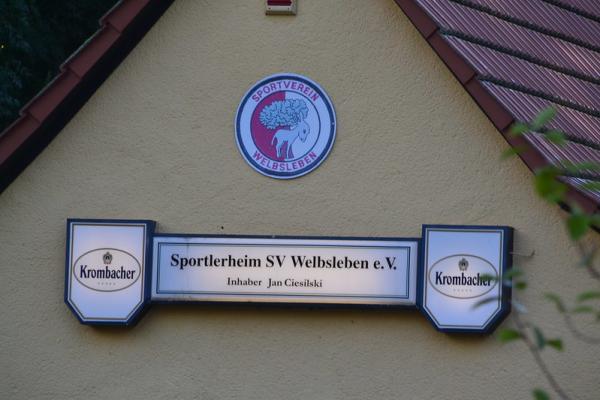 SPORTVEREIN
WELBSLEBEN
Krombacher
Sportlerheim SV Welbsleben e.V.
Inhaber Jan Ciesilski
Krombacher